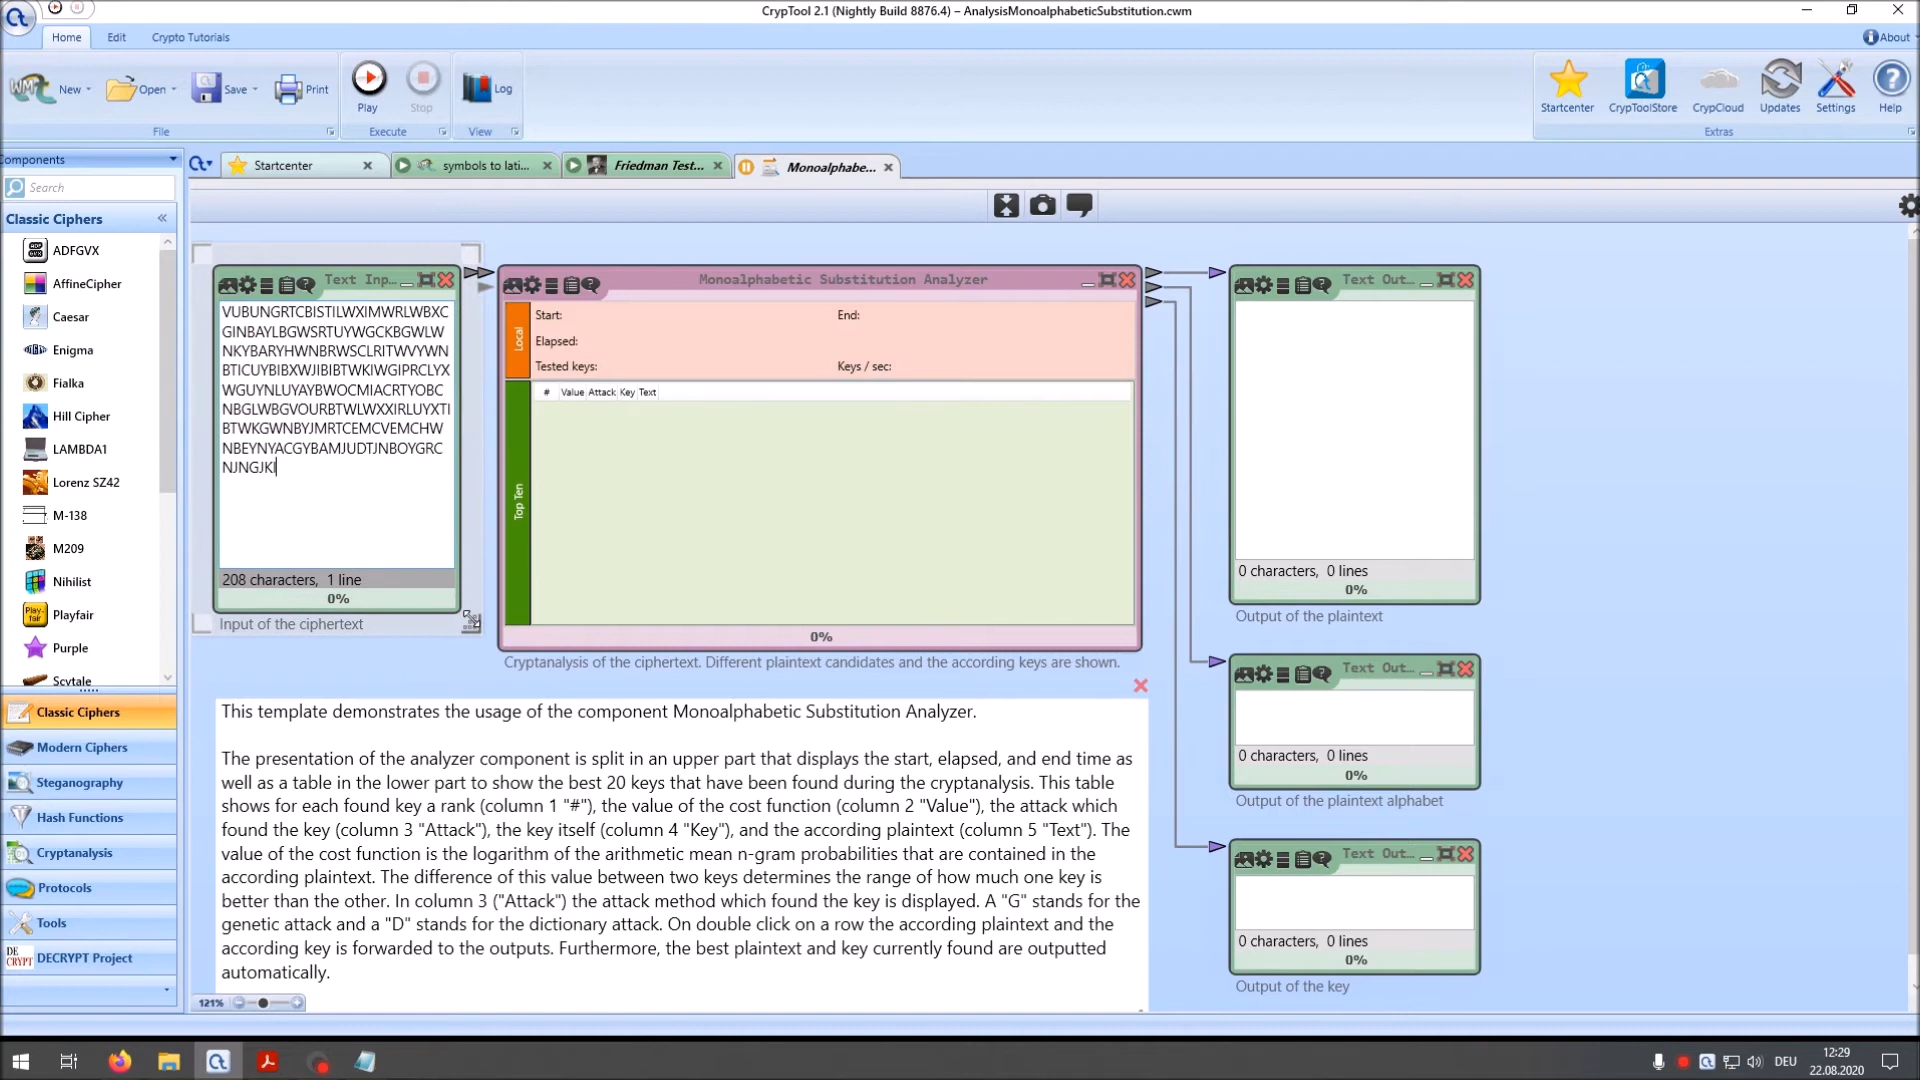 CrypTool 2.1 (Nightly Build 8876.4) – AnalysisMonoalphabeticSubstitution.cwm
Home Edit Crypto Tutorials About
New Open Save Print Play Stop Log Startcenter CrypToolStore CrypCloud Updates Settings Help
File Execute View Extras
Components
Search
Classic Ciphers
ADFGVX
AffineCipher
Caesar
Enigma
Fialka
Hill Cipher
LAMBDA1
Lorenz SZ42
M-138
M209
Nihilist
Playfair
Purple
Scytale
Classic Ciphers
Modern Ciphers
Steganography
Hash Functions
Cryptanalysis
Protocols
Tools
DECRYPT Project
Startcenter symbols to lati... Friedman Test... Monoalphabe...
Text Inp...
VUBUNGRTCBISTILWXIMWRLWBXC
GINBAYLBGWSRTUYWGCKBGWLW
NKYBARYHWNBRWSCLRITWVYWN
BTICUYBIBXWJIBIBTWKIWGIPRCLYX
WGUYNLUYAYBWOCMIACRTYOBC
NBGLWBGVOURBTWLWXXIRLUYXTI
BTWKGWNBYJMRTCEMCVEMCHW
NBEYNYACGYBAMJUDTJNBOYGRC
NJNGJKI
208 characters, 1 line
0%
Input of the ciphertext
Monoalphabetic Substitution Analyzer
Local
Start: End:
Elapsed:
Tested keys: Keys / sec:
Top Ten
# Value Attack Key Text
0%
Cryptanalysis of the ciphertext. Different plaintext candidates and the according keys are shown.
Text Out...
0 characters, 0 lines
0%
Output of the plaintext
Text Out...
0 characters, 0 lines
0%
Output of the plaintext alphabet
Text Out...
0 characters, 0 lines
0%
Output of the key
This template demonstrates the usage of the component Monoalphabetic Substitution Analyzer.
The presentation of the analyzer component is split in an upper part that displays the start, elapsed, and end time as
well as a table in the lower part to show the best 20 keys that have been found during the cryptanalysis. This table
shows for each found key a rank (column 1 "#"), the value of the cost function (column 2 "Value"), the attack which
found the key (column 3 "Attack"), the key itself (column 4 "Key"), and the according plaintext (column 5 "Text"). The
value of the cost function is the logarithm of the arithmetic mean n-gram probabilities that are contained in the
according plaintext. The difference of this value between two keys determines the range of how much one key is
better than the other. In column 3 ("Attack") the attack method which found the key is displayed. A "G" stands for the
genetic attack and a "D" stands for the dictionary attack. On double click on a row the according plaintext and the
according key is forwarded to the outputs. Furthermore, the best plaintext and key currently found are outputted
automatically.
121%
DEU
12:29
22.08.2020